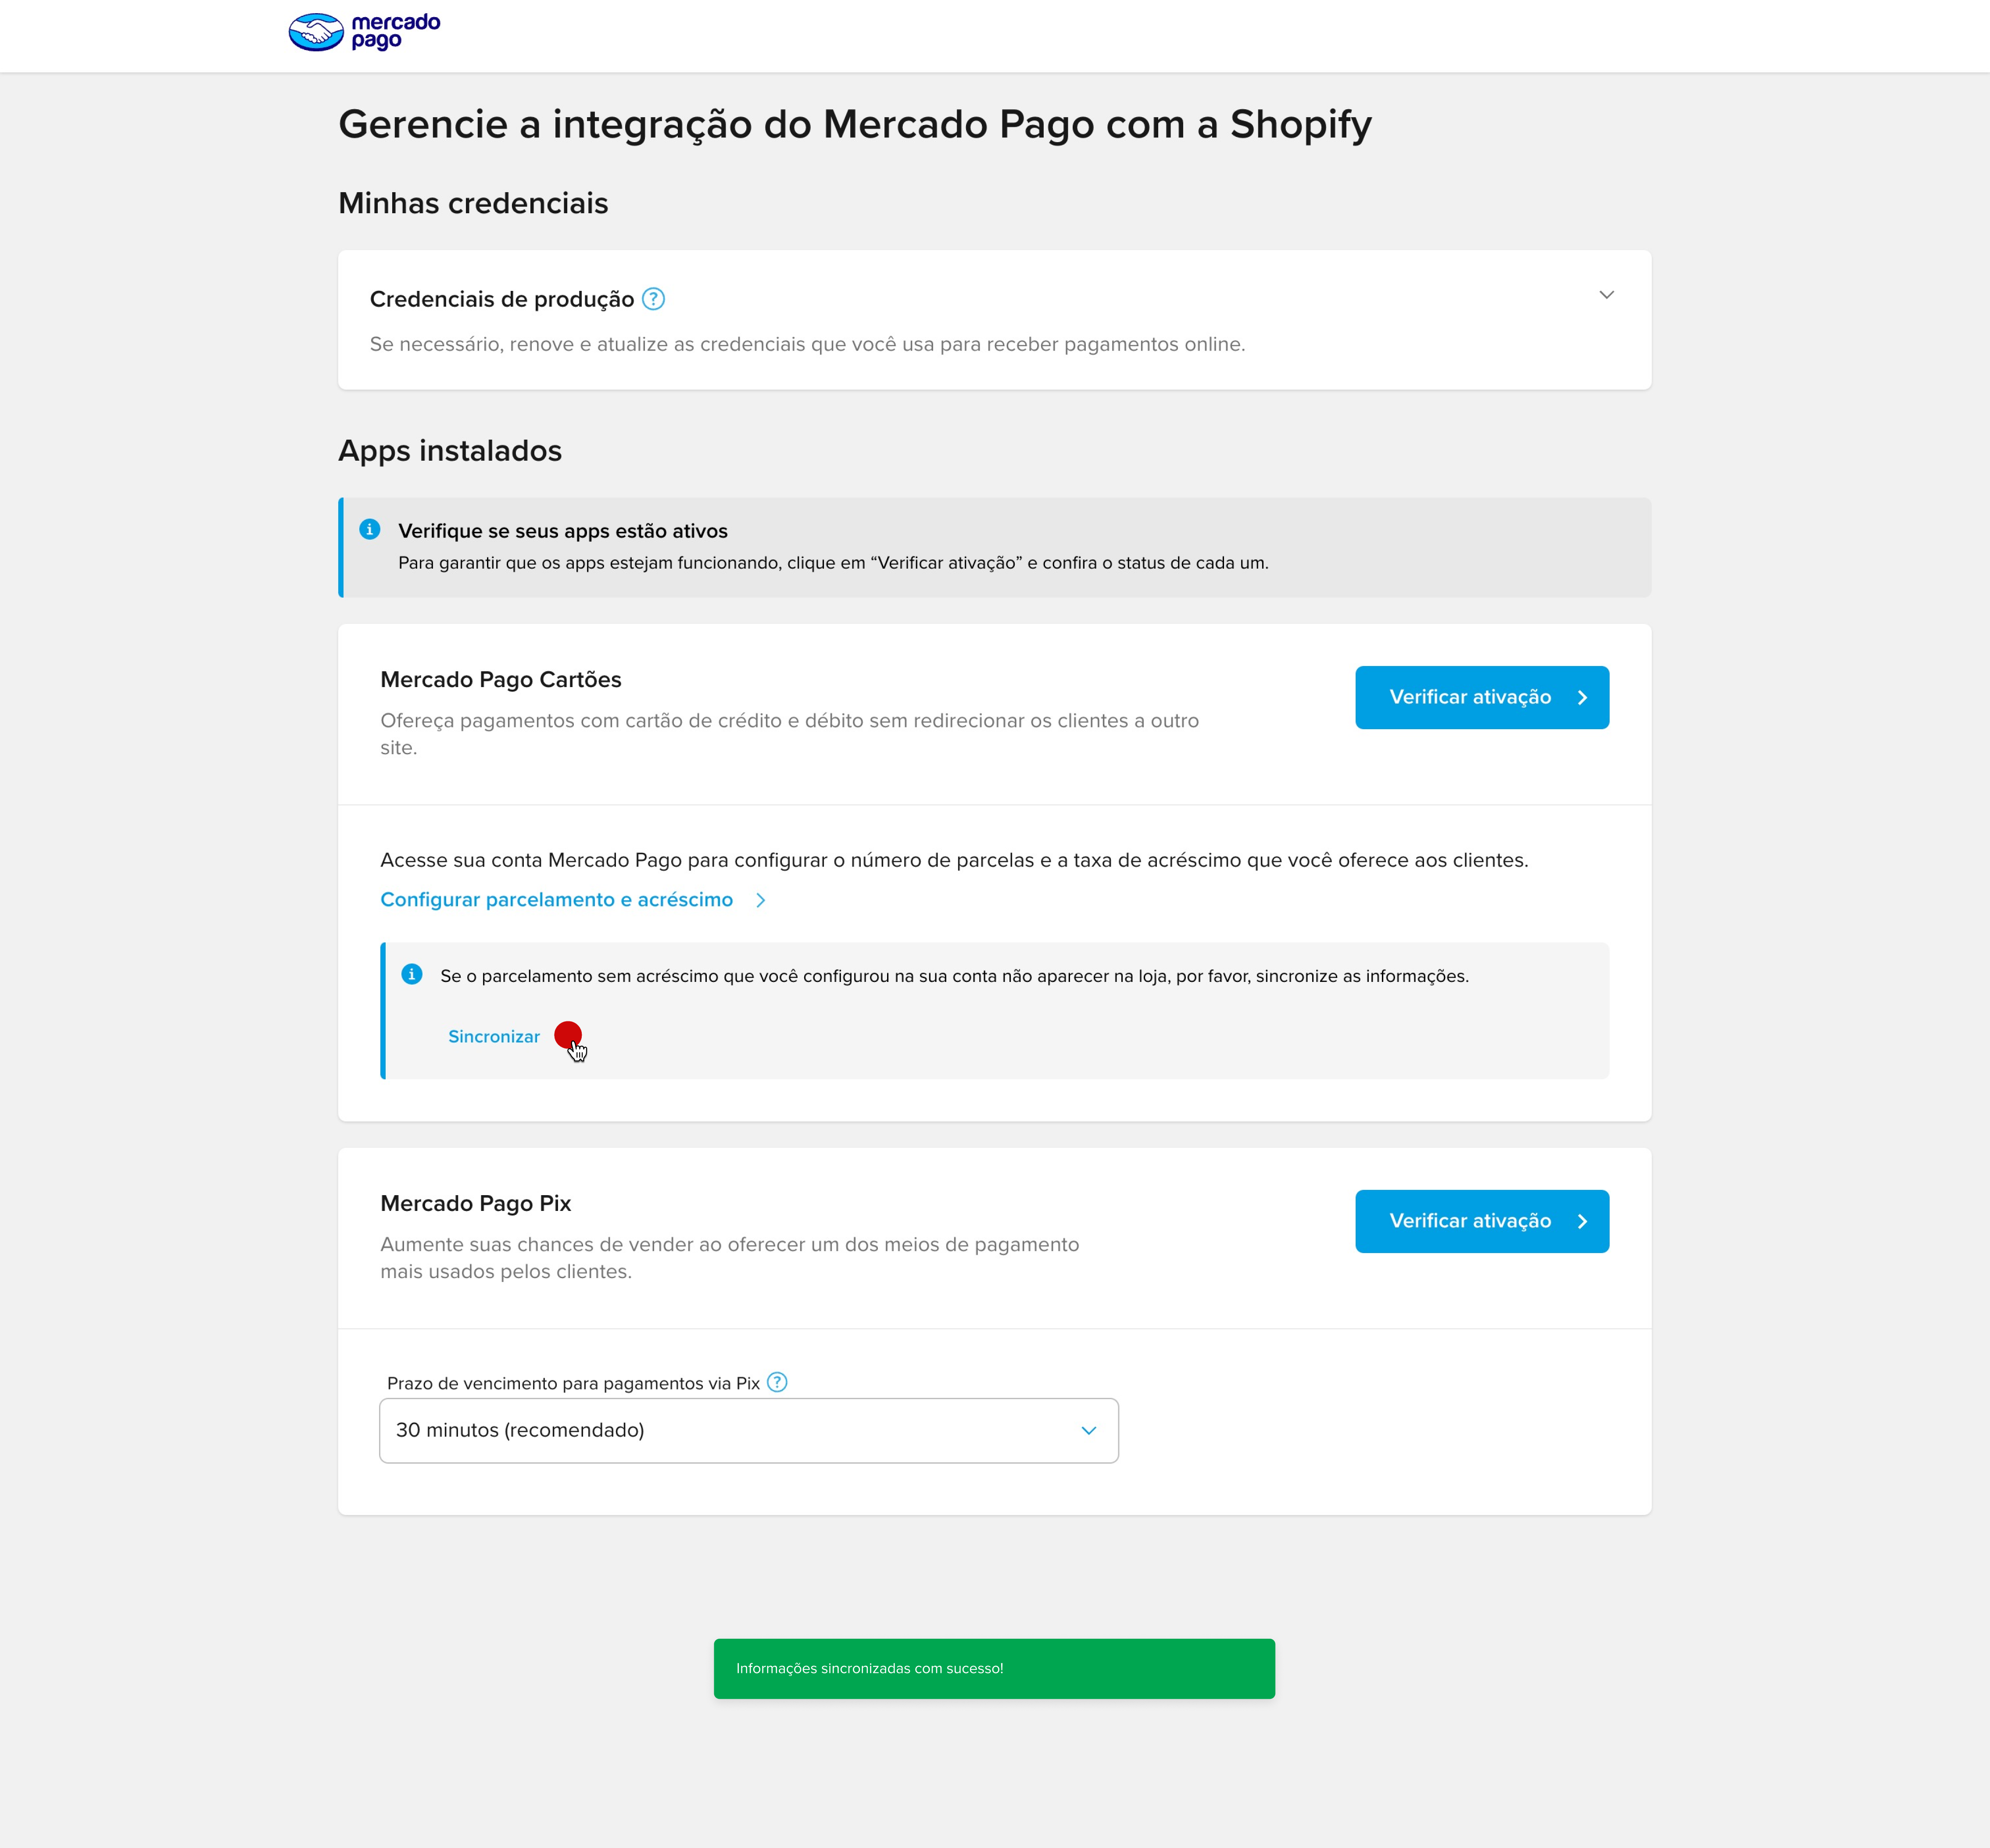 mercado
pago
Gerencie a integração do Mercado Pago com a Shopify
Minhas credenciais
Credenciais de produção ?
Se necessário, renove e atualize as credenciais que você usa para receber pagamentos online.
Apps instalados
i Verifique se seus apps estão ativos
Para garantir que os apps estejam funcionando, clique em “Verificar ativação” e confira o status de cada um.
Mercado Pago Cartões
Verificar ativação
Ofereça pagamentos com cartão de crédito e débito sem redirecionar os clientes a outro
site.
Acesse sua conta Mercado Pago para configurar o número de parcelas e a taxa de acréscimo que você oferece aos clientes.
Configurar parcelamento e acréscimo
i Se o parcelamento sem acréscimo que você configurou na sua conta não aparecer na loja, por favor, sincronize as informações.
Sincronizar
Mercado Pago Pix
Verificar ativação
Aumente suas chances de vender ao oferecer um dos meios de pagamento
mais usados pelos clientes.
Prazo de vencimento para pagamentos via Pix ?
30 minutos (recomendado)
Informações sincronizadas com sucesso!